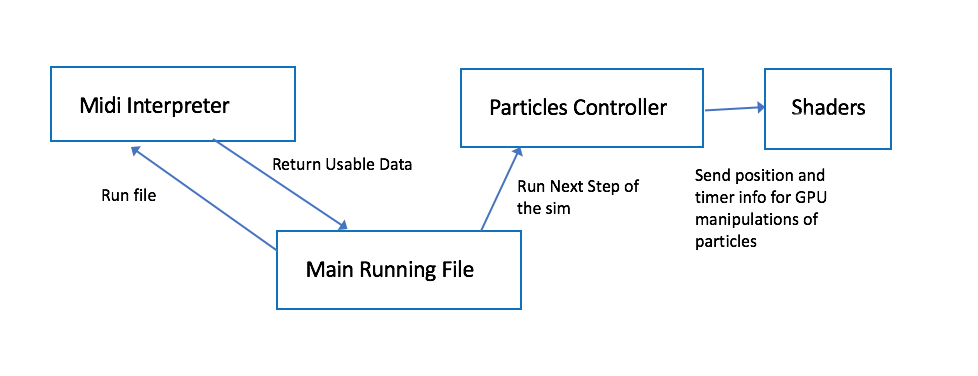 Midi Interpreter
Particles Controller
Shaders
Return Usable Data
Run file
Run Next Step of
the sim
Send position and
timer info for GPU
manipulations of
particles
Main Running File